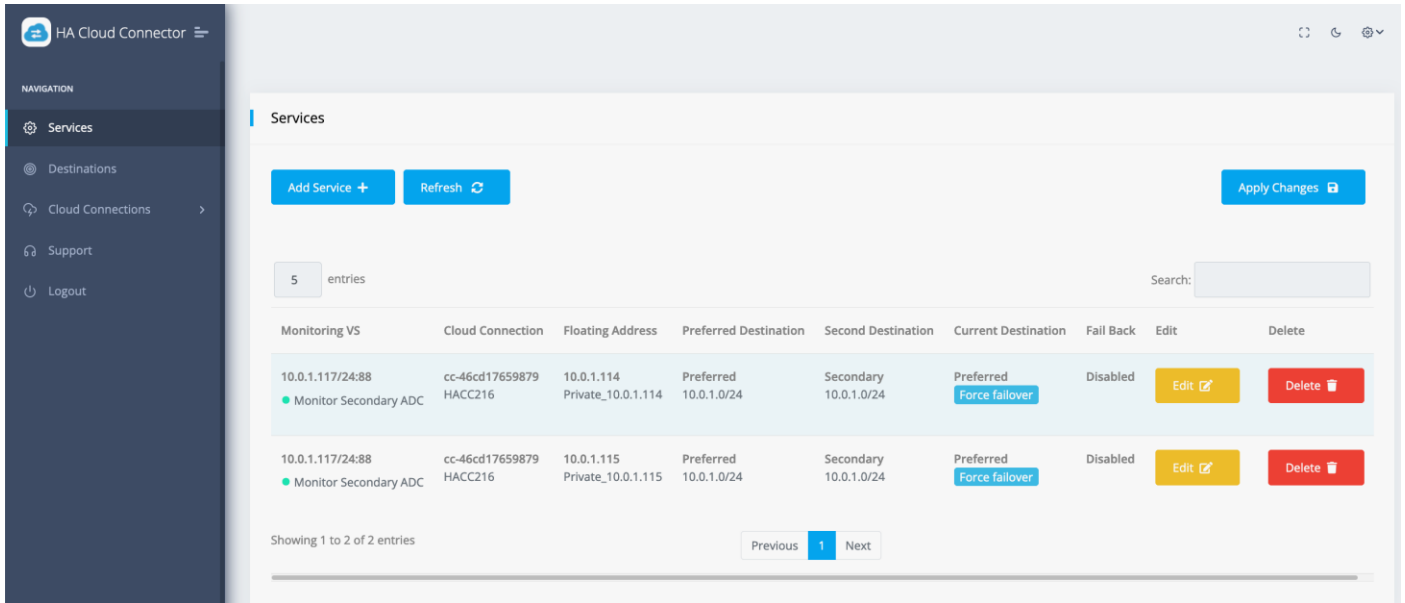 HA Cloud Connector
NAVIGATION
Services
Destinations
Cloud Connections
Support
Logout
Services
Add Service +
Refresh
Apply Changes
5 entries
Search:
Monitoring VS Cloud Connection Floating Address Preferred Destination Second Destination Current Destination Fail Back Edit Delete
10.0.1.117/24:88 cc-46cd17659879 10.0.1.114 Preferred Secondary Preferred Disabled Edit Delete
Monitor Secondary ADC HACC216 Private_10.0.1.114 10.0.1.0/24 10.0.1.0/24 Force failover
10.0.1.117/24:88 cc-46cd17659879 10.0.1.115 Preferred Secondary Preferred Disabled Edit Delete
Monitor Secondary ADC HACC216 Private_10.0.1.115 10.0.1.0/24 10.0.1.0/24 Force failover
Showing 1 to 2 of 2 entries
Previous 1 Next